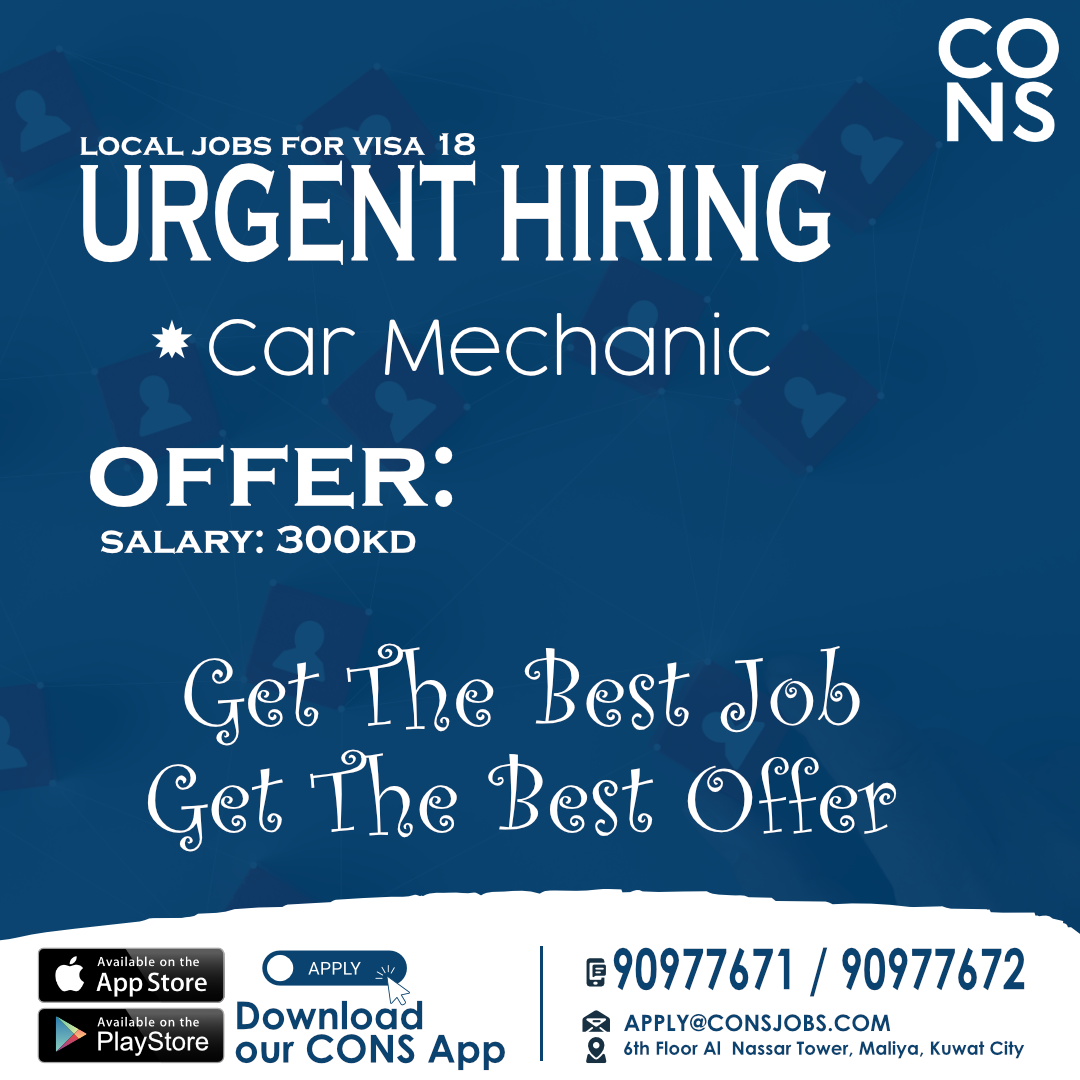 CO
NS
LOCAL JOBS FOR VISA 18
URGENT HIRING
Car Mechanic
OFFER:
SALARY: 300KD
Get The Best Job
Get The Best Offer
Available on the
App Store
Available on the
PlayStore
APPLY
Download
our CONS App
90977671 / 90977672
APPLY@CONSJOBS.COM
6th Floor Al Nassar Tower, Maliya, Kuwat City